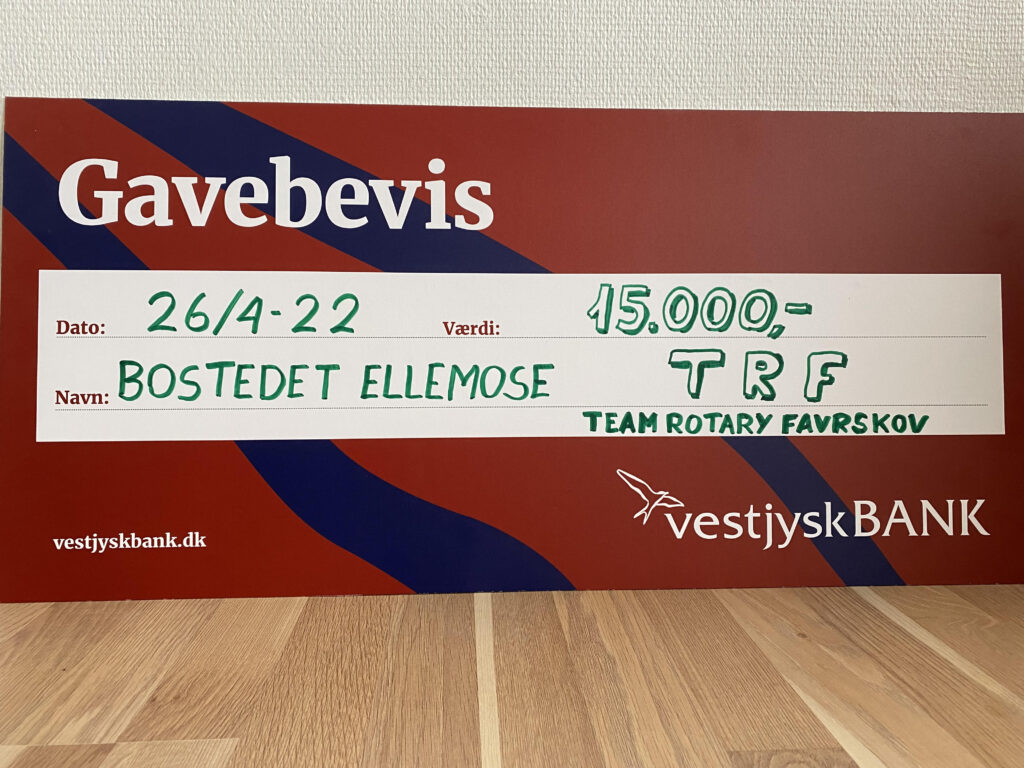 Gavebevis
Dato: 26/4-22 Værdi: 15.000,-
Navn: BOSTEDET ELLEMOSE TRF
TEAM ROTARY FAVRSKOV
vestjyskbank.dk vestjyskBANK